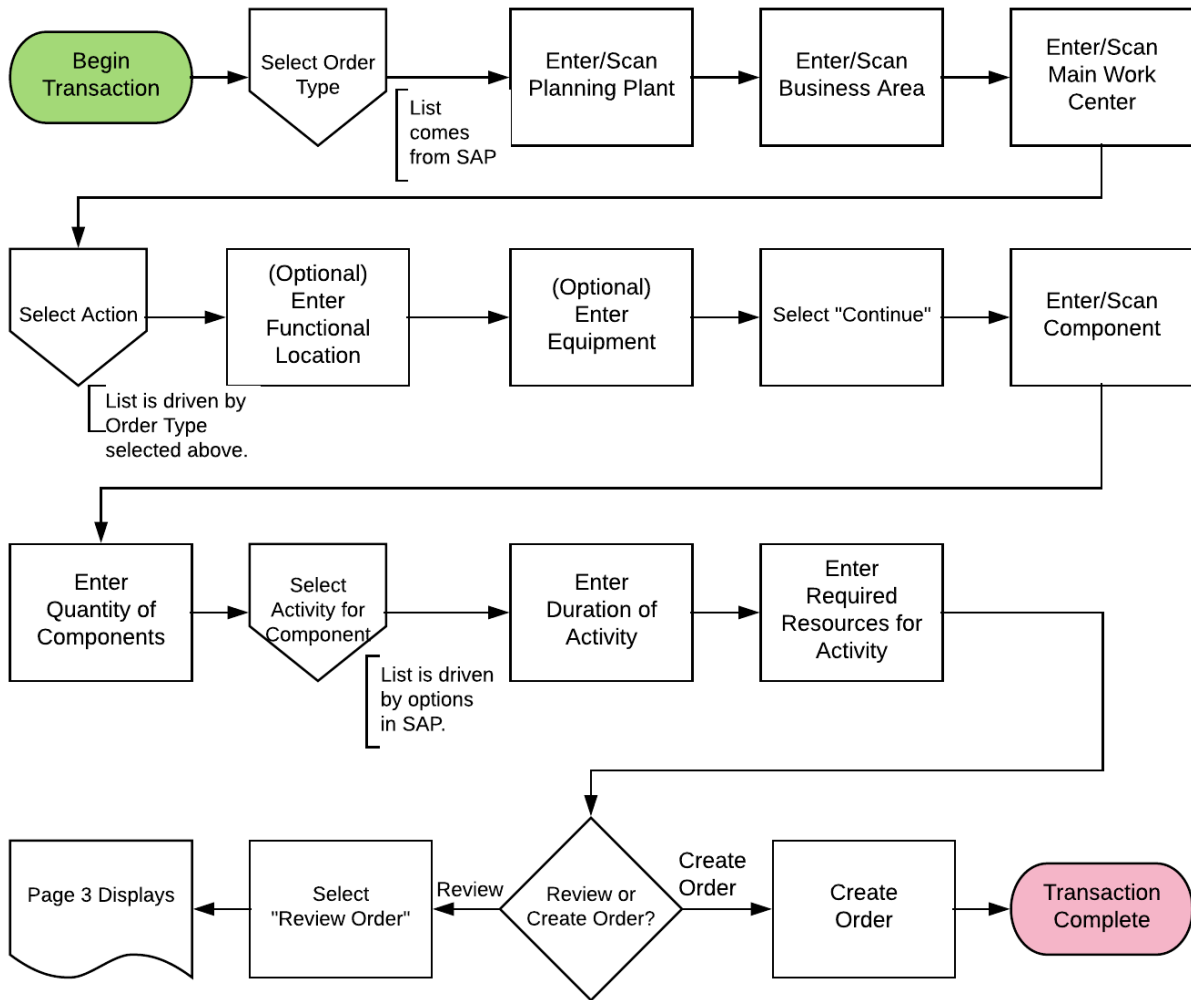 Begin
Transaction
Select Order
Type
List
comes
from SAP
Enter/Scan
Planning Plant
Enter/Scan
Business Area
Enter/Scan
Main Work
Center
Select Action
List is driven by
Order Type
selected above.
(Optional)
Enter
Functional
Location
(Optional)
Enter
Equipment
Select "Continue"
Enter/Scan
Component
Enter
Quantity of
Components
Select
Activity for
Component
List is driven
by options
in SAP.
Enter
Duration of
Activity
Enter
Required
Resources for
Activity
Page 3 Displays
Select
"Review Order"
Review
Review or
Create Order?
Create
Order
Create
Order
Transaction
Complete